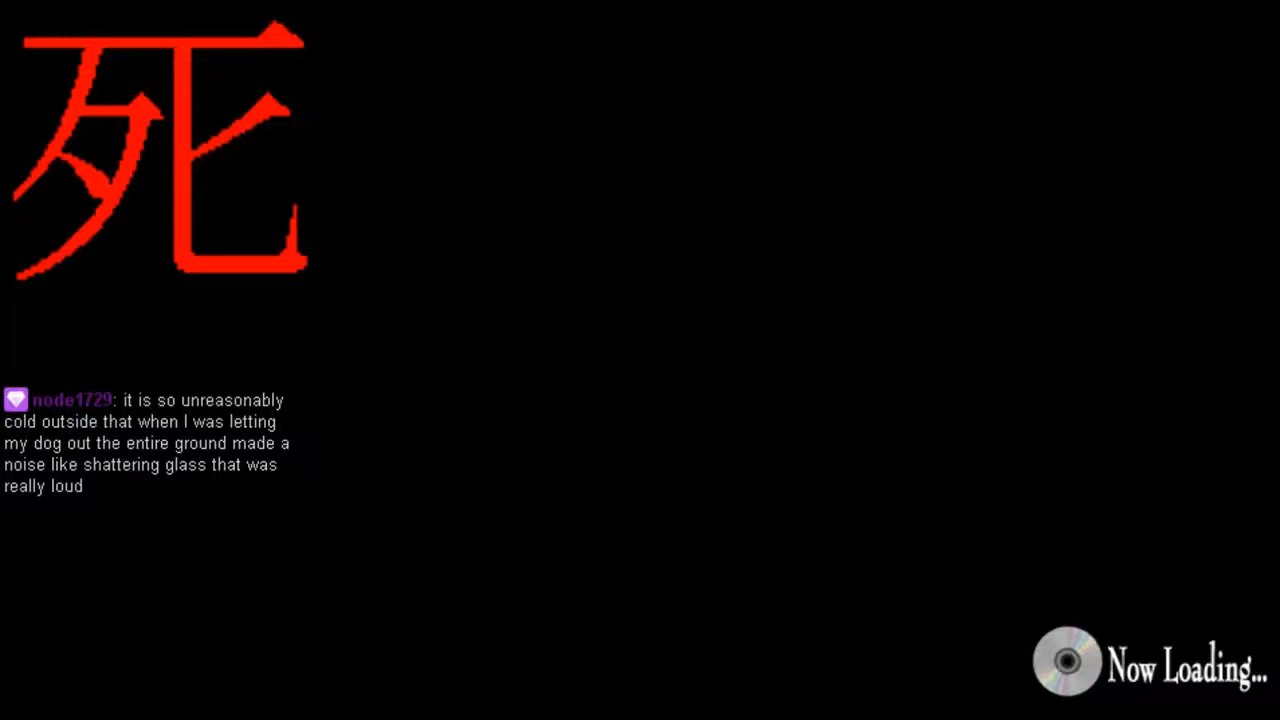 死
node1729: it is so unreasonably
cold outside that when I was letting
my dog out the entire ground made a
noise like shattering glass that was
really loud
Now Loading...